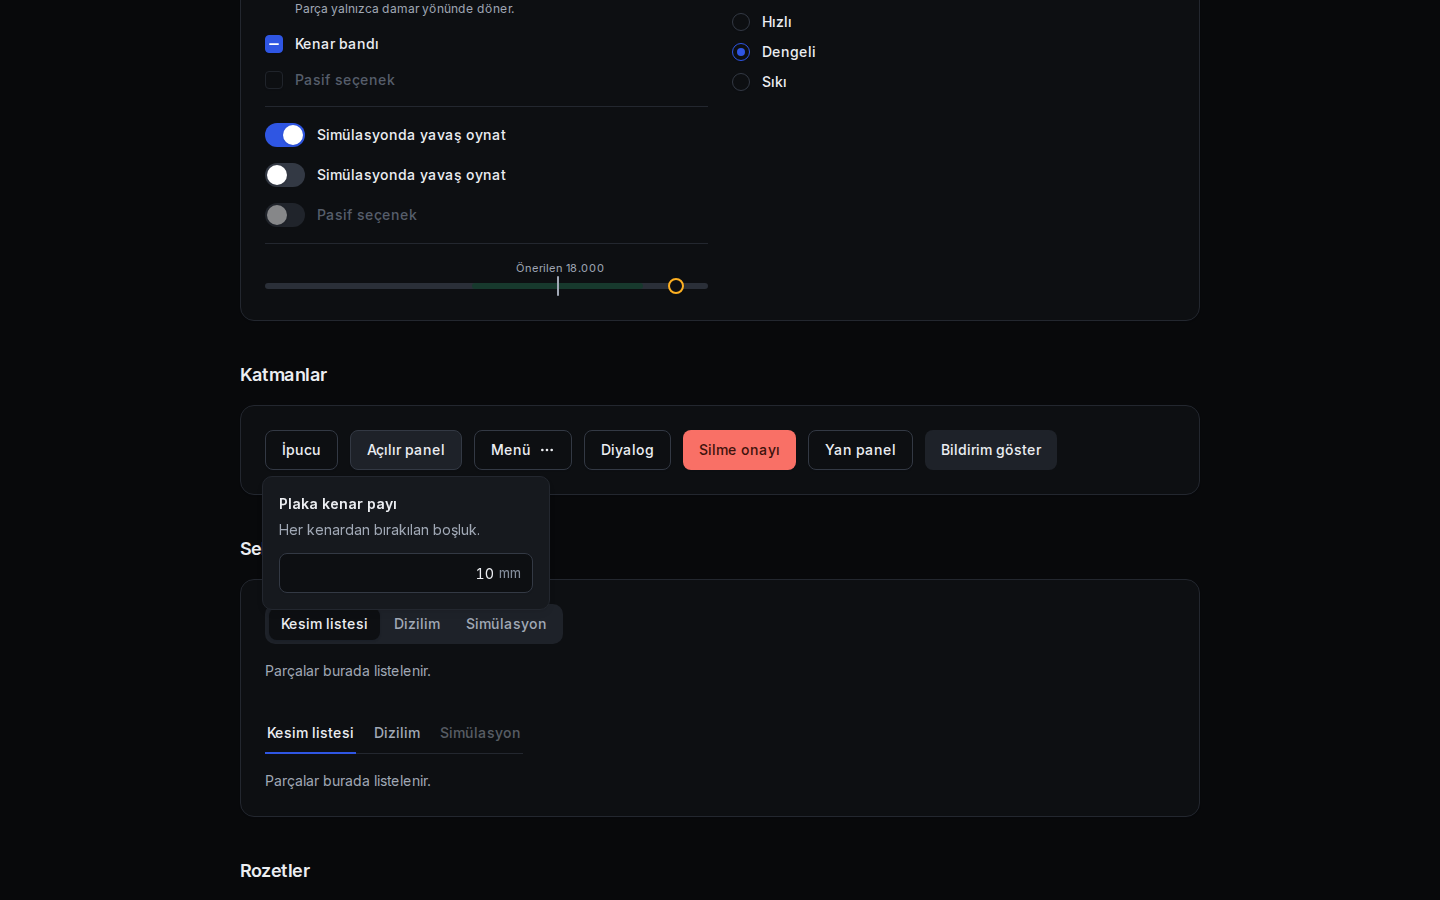 Parça yalnızca damar yönünde döner.
Kenar bandı
Pasif seçenek
Simülasyonda yavaş oynat
Simülasyonda yavaş oynat
Pasif seçenek
Önerilen 18.000
Hızlı
Dengeli
Sıkı
Katmanlar
İpucu Açılır panel Menü ··· Diyalog Silme onayı Yan panel Bildirim göster
Plaka kenar payı
Her kenardan bırakılan boşluk.
10 mm
Se
Kesim listesi Dizilim Simülasyon
Parçalar burada listelenir.
Kesim listesi Dizilim Simülasyon
Parçalar burada listelenir.
Rozetler